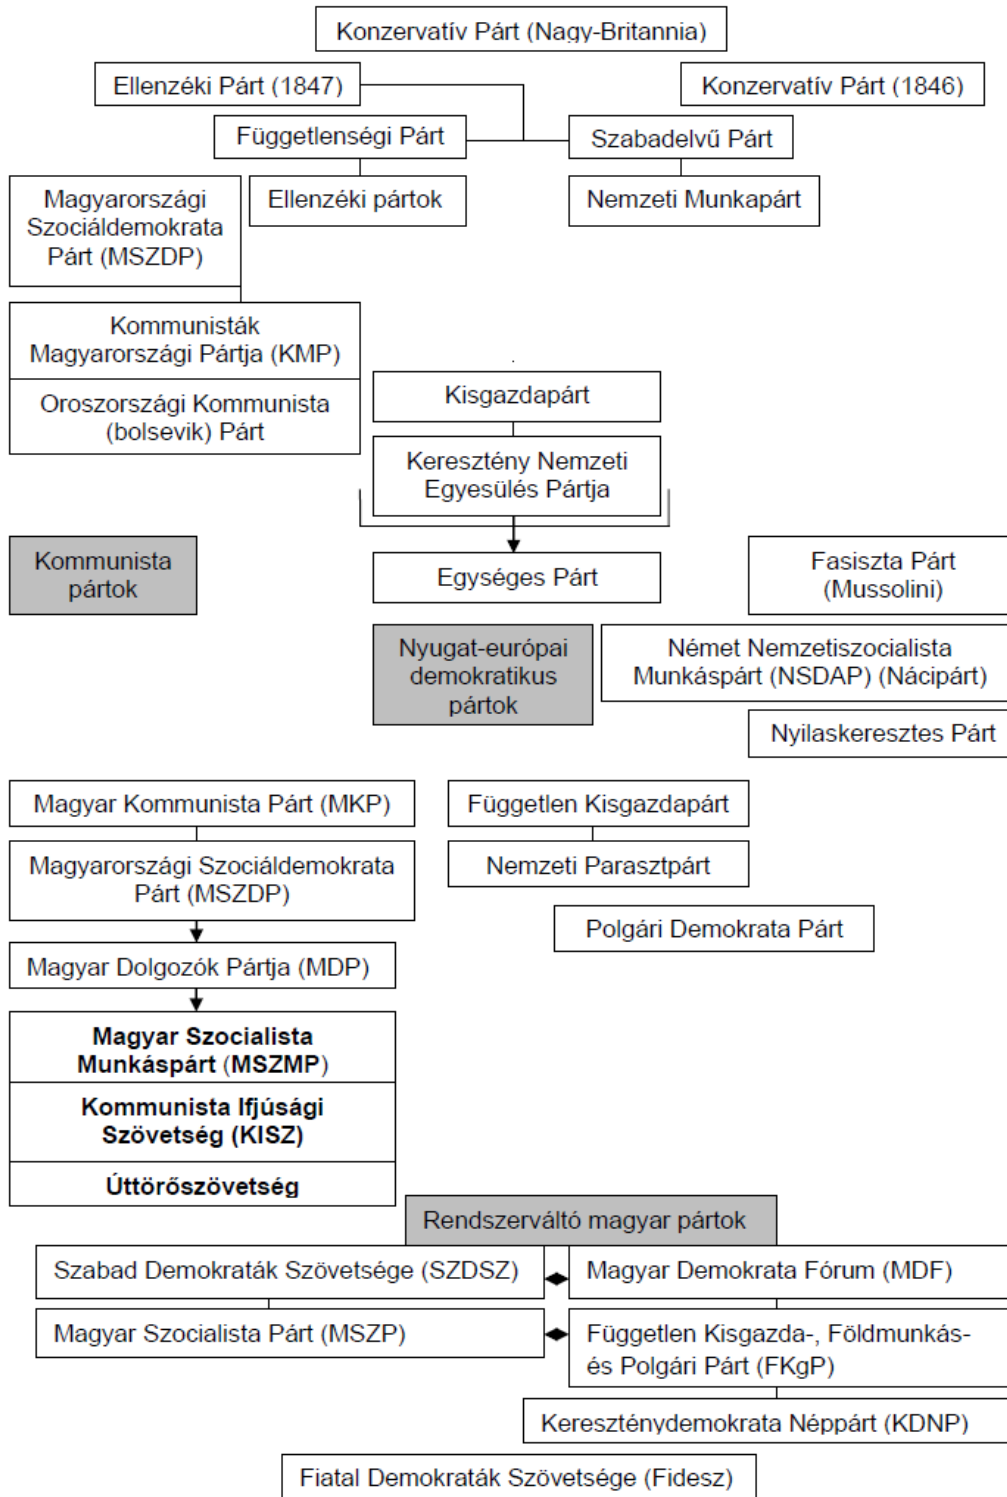 Konzervatív Párt (Nagy-Britannia)
Ellenzéki Párt (1847)
Konzervatív Párt (1846)
Függetlenségi Párt
Szabadelvű Párt
Magyarországi
Szociáldemokrata
Párt (MSZDP)
Ellenzéki pártok
Nemzeti Munkapárt
Kommunisták
Magyarországi Pártja (KMP)
Oroszországi Kommunista
(bolsevik) Párt
Kisgazdapárt
Keresztény Nemzeti
Egyesülés Pártja
Kommunista
pártok
Egységes Párt
Fasiszta Párt
(Mussolini)
Nyugat-európai
demokratikus
pártok
Német Nemzetiszocialista
Munkáspárt (NSDAP) (Nácipárt)
Nyilaskeresztes Párt
Magyar Kommunista Párt (MKP)
Független Kisgazdapárt
Magyarországi Szociáldemokrata
Párt (MSZDP)
Nemzeti Parasztpárt
Polgári Demokrata Párt
Magyar Dolgozók Pártja (MDP)
Magyar Szocialista
Munkáspárt (MSZMP)
Kommunista Ifjúsági
Szövetség (KISZ)
Úttörőszövetség
Rendszerváltó magyar pártok
Szabad Demokraták Szövetsége (SZDSZ)
Magyar Demokrata Fórum (MDF)
Magyar Szocialista Párt (MSZP)
Független Kisgazda-, Földmunkás-
és Polgári Párt (FKgP)
Kereszténydemokrata Néppárt (KDNP)
Fiatal Demokraták Szövetsége (Fidesz)